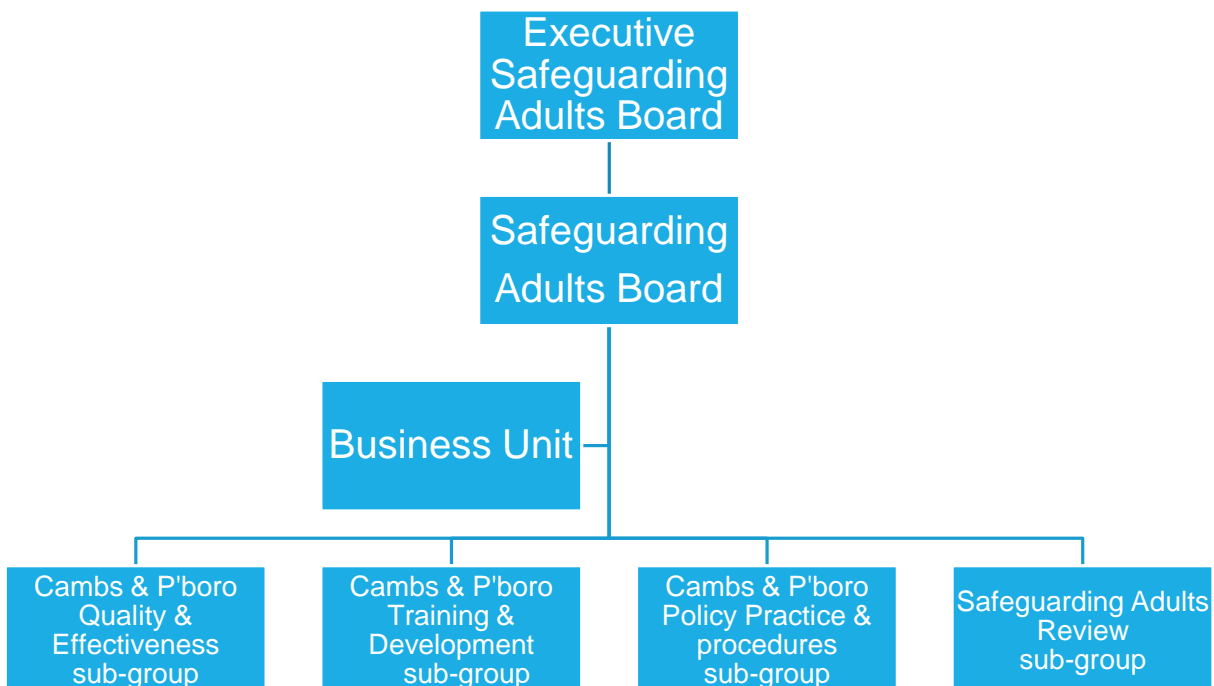 Executive
Safeguarding
Adults Board
Safeguarding
Adults Board
Business Unit
Cambs & P'boro
Quality &
Effectiveness
sub-group
Cambs & P'boro
Training &
Development
sub-group
Cambs & P'boro
Policy Practice &
procedures
sub-group
Safeguarding Adults
Review
sub-group